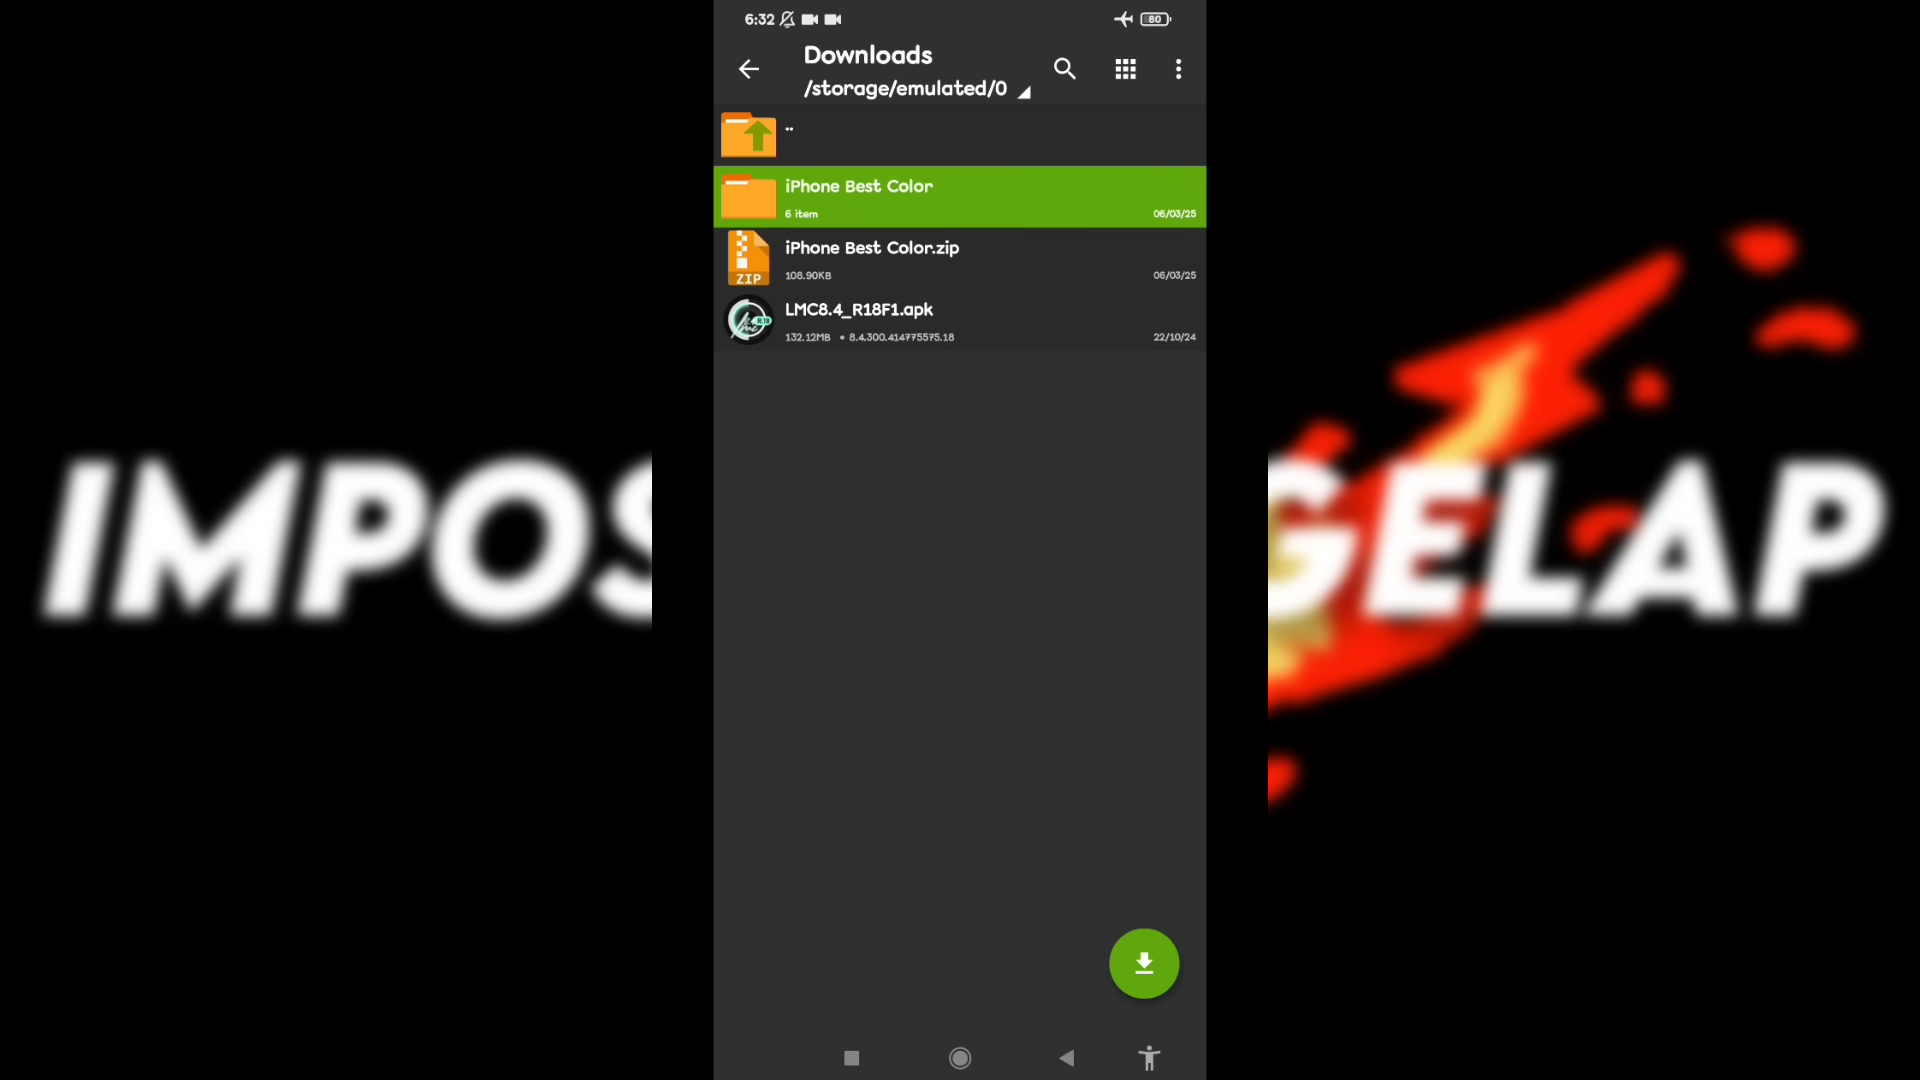 6:32
80
Downloads
/storage/emulated/0
..
iPhone Best Color
6 item
06/03/25
iPhone Best Color.zip
ZIP
108.90KB
06/03/25
LMC8.4_R18F1.apk
132.12MB • 8.4.300.414775575.18
22/10/24
IMPOS
GELAP